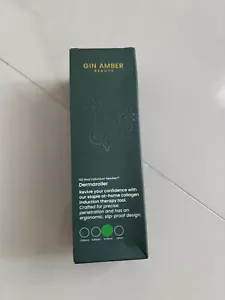 GIN AMBER
BEAUTY
Dermaroller
Revive your confidence with
our staple at-home collagen
induction therapy tool.
Crafted for precise
penetration and has an
ergonomic, slip-proof design.